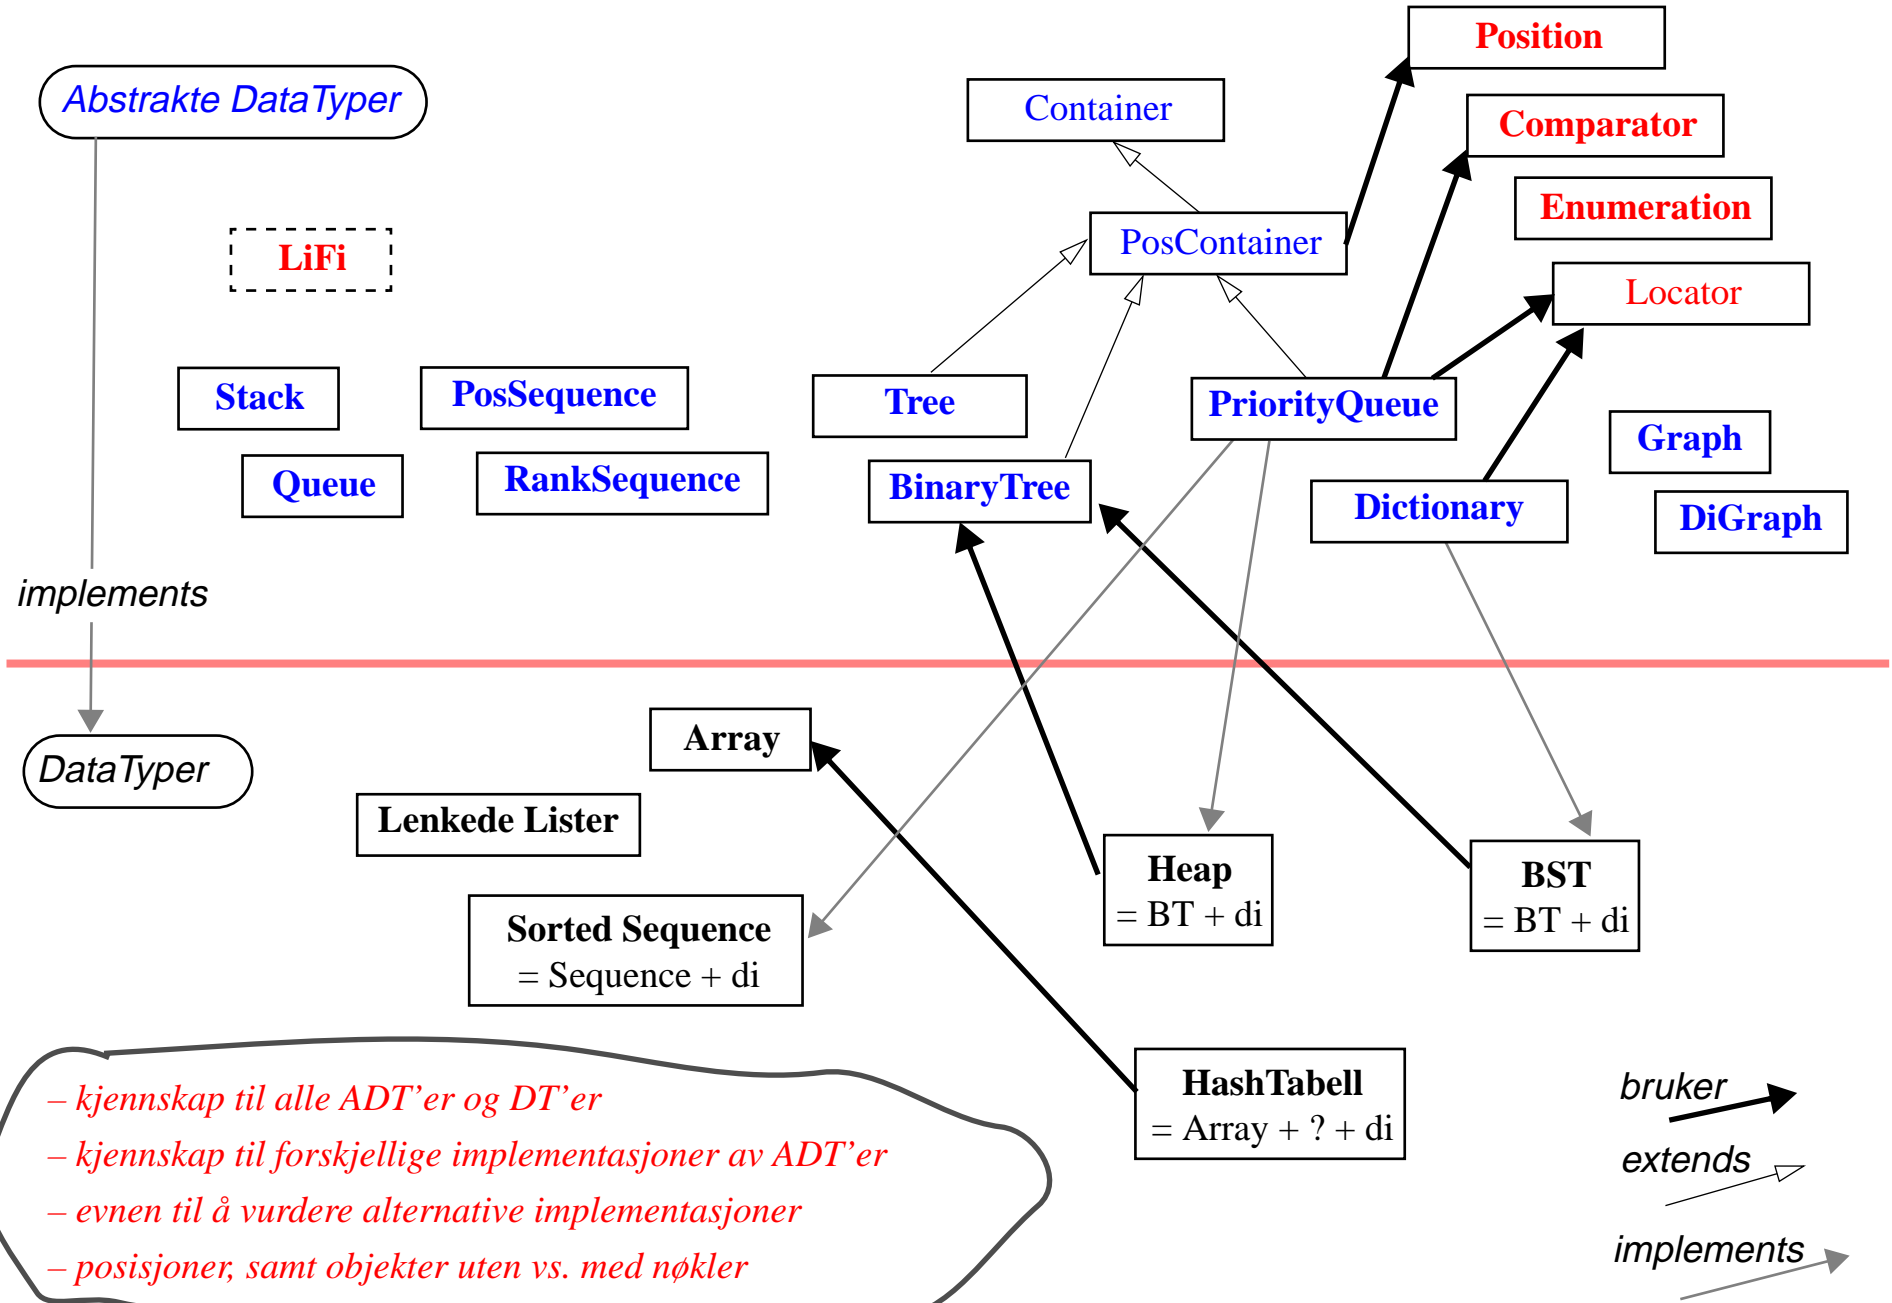 Position
Abstrakte DataTyper
Container
Comparator
Enumeration
LiFi
PosContainer
Locator
Stack
PosSequence
Tree
PriorityQueue
Graph
Queue
RankSequence
BinaryTree
Dictionary
DiGraph
implements
Array
DataTyper
Lenkede Lister
Heap
= BT + di
BST
= BT + di
Sorted Sequence
= Sequence + di
HashTabell
= Array + ? + di
– kjennskap til alle ADT’er og DT’er
– kjennskap til forskjellige implementasjoner av ADT’er
– evnen til å vurdere alternative implementasjoner
– posisjoner, samt objekter uten vs. med nøkler
bruker
extends
implements